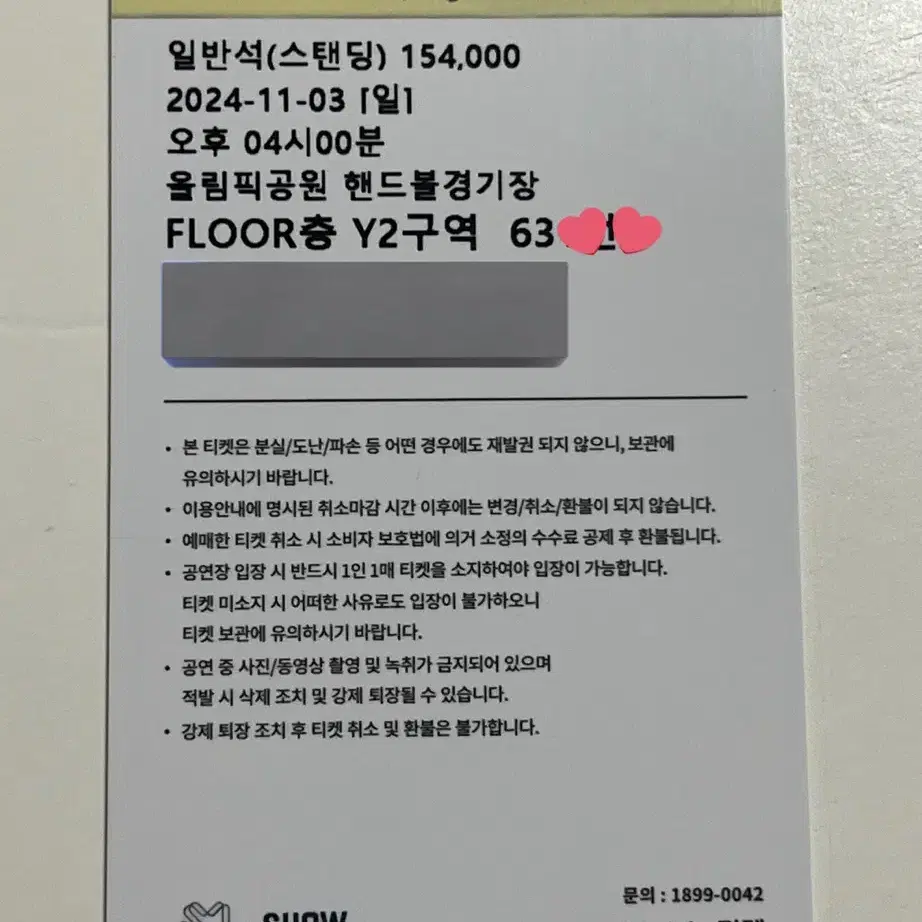 일반석(스탠딩) 154,000
2024-11-03 [일]
오후 04시00분
올림픽공원 핸드볼경기장
FLOOR층 Y2구역 63
• 본 티켓은 분실/도난/파손 등 어떤 경우에도 재발권 되지 않으니, 보관에
유의하시기 바랍니다.
• 이용안내에 명시된 취소마감 시간 이후에는 변경/취소/환불이 되지 않습니다.
• 예매한 티켓 취소 시 소비자 보호법에 의거 소정의 수수료 공제 후 환불됩니다.
• 공연장 입장 시 반드시 1인 1매 티켓을 소지하여야 입장이 가능합니다.
티켓 미소지 시 어떠한 사유로도 입장이 불가하오니
티켓 보관에 유의하시기 바랍니다.
• 공연 중 사진/동영상 촬영 및 녹취가 금지되어 있으며
적발 시 삭제 조치 및 강제 퇴장될 수 있습니다.
• 강제 퇴장 조치 후 티켓 취소 및 환불은 불가합니다.
문의 : 1899-0042
SHOW